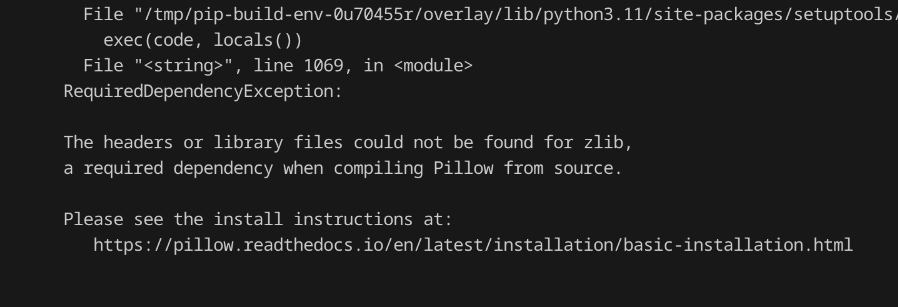 File "/tmp/pip-build-env-0u70455r/overlay/lib/python3.11/site-packages/setuptools/
exec(code, locals())
File "<string>", line 1069, in <module>
RequiredDependencyException:
The headers or library files could not be found for zlib,
a required dependency when compiling Pillow from source.
Please see the install instructions at:
https://pillow.readthedocs.io/en/latest/installation/basic-installation.html